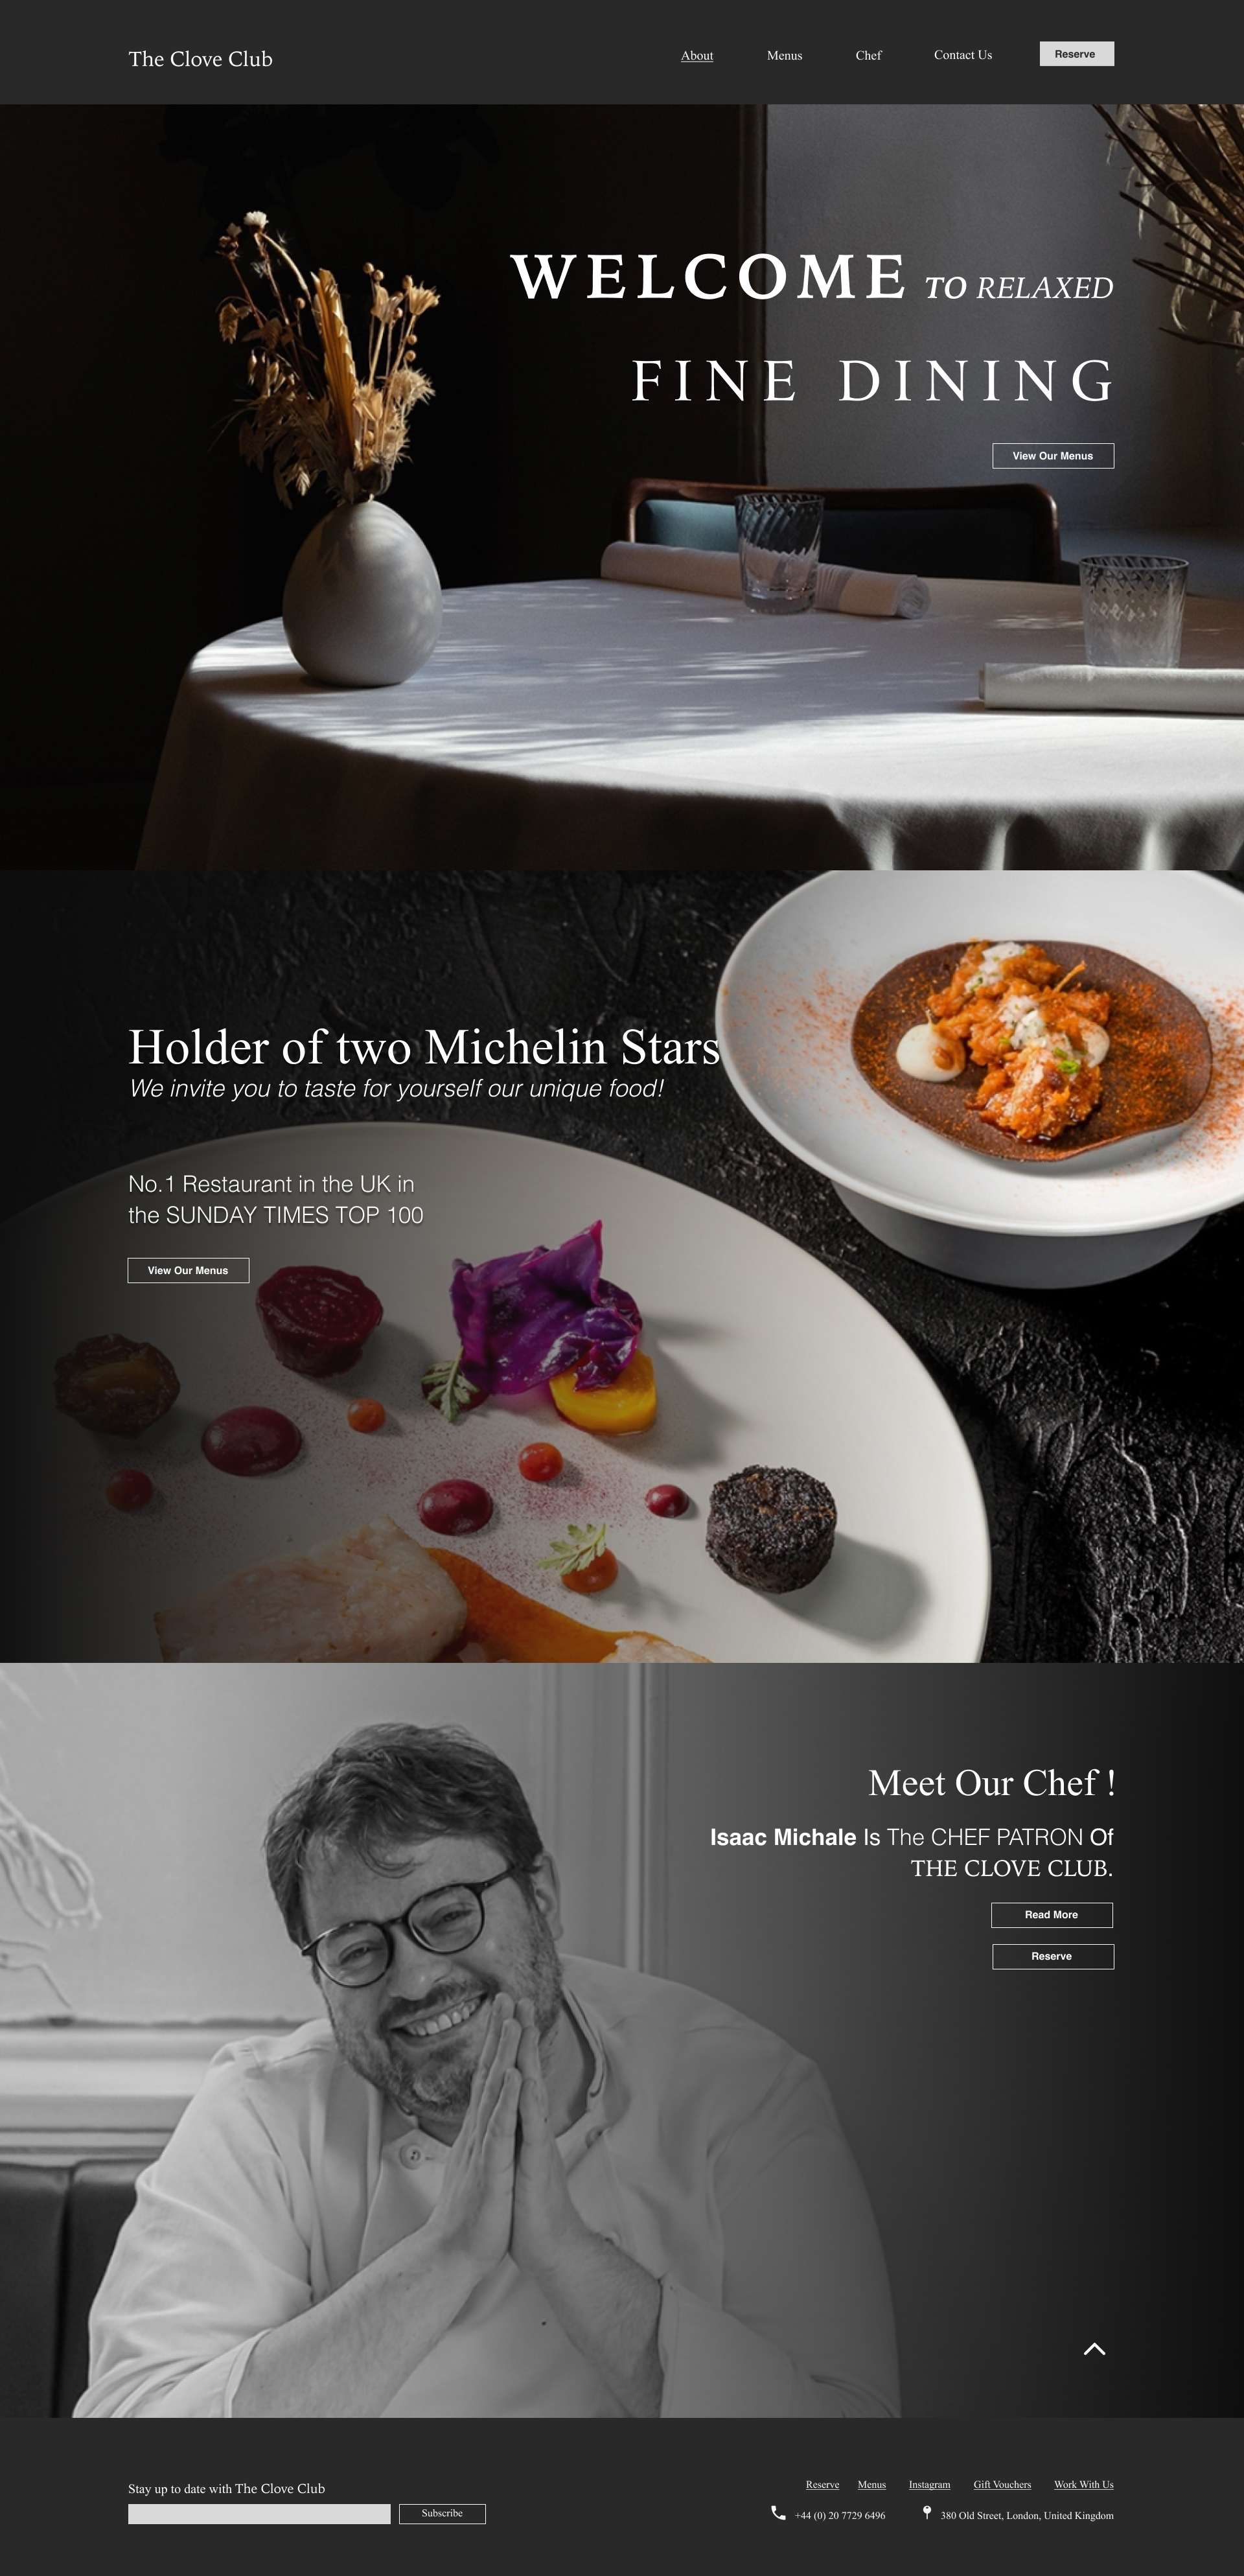 The Clove Club
About Menus Chef Contact Us Reserve
WELCOME TO RELAXED
FINE DINING
View Our Menus
Holder of two Michelin Stars
We invite you to taste for yourself our unique food!
No.1 Restaurant in the UK in
the SUNDAY TIMES TOP 100
View Our Menus
Meet Our Chef !
Isaac Michale Is The CHEF PATRON Of
THE CLOVE CLUB.
Read More
Reserve
Stay up to date with The Clove Club
Subscribe
Reserve Menus Instagram Gift Vouchers Work With Us
+44 (0) 20 7729 6496 380 Old Street, London, United Kingdom